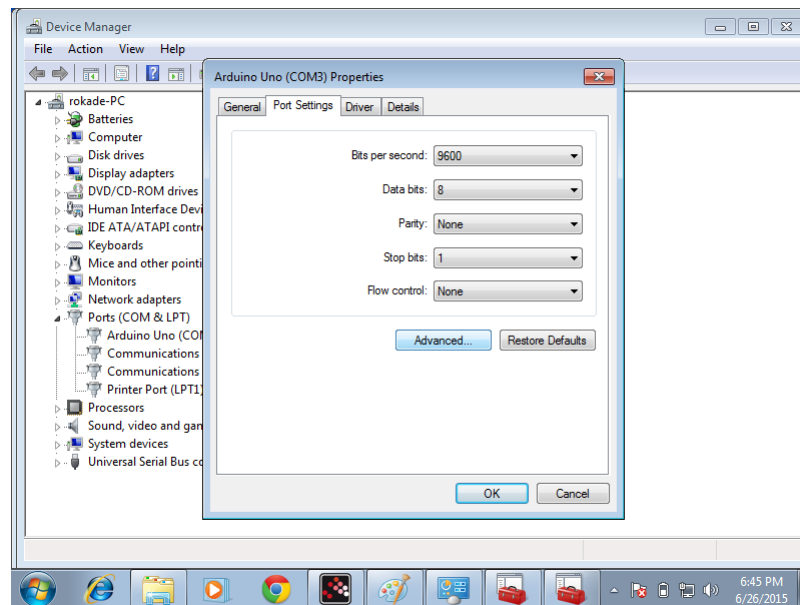 Device Manager
File Action View Help
rokade-PC
Batteries
Computer
Disk drives
Display adapters
DVD/CD-ROM drives
Human Interface Devi
IDE ATA/ATAPI contr
Keyboards
Mice and other pointi
Monitors
Network adapters
Ports (COM & LPT)
Arduino Uno (COM
Communications
Communications
Printer Port (LPT1)
Processors
Sound, video and gan
System devices
Universal Serial Bus co
Arduino Uno (COM3) Properties
General Port Settings Driver Details
Bits per second: 9600
Data bits: 8
Parity: None
Stop bits: 1
Flow control: None
Advanced... Restore Defaults
OK Cancel
6:45 PM
6/26/2015